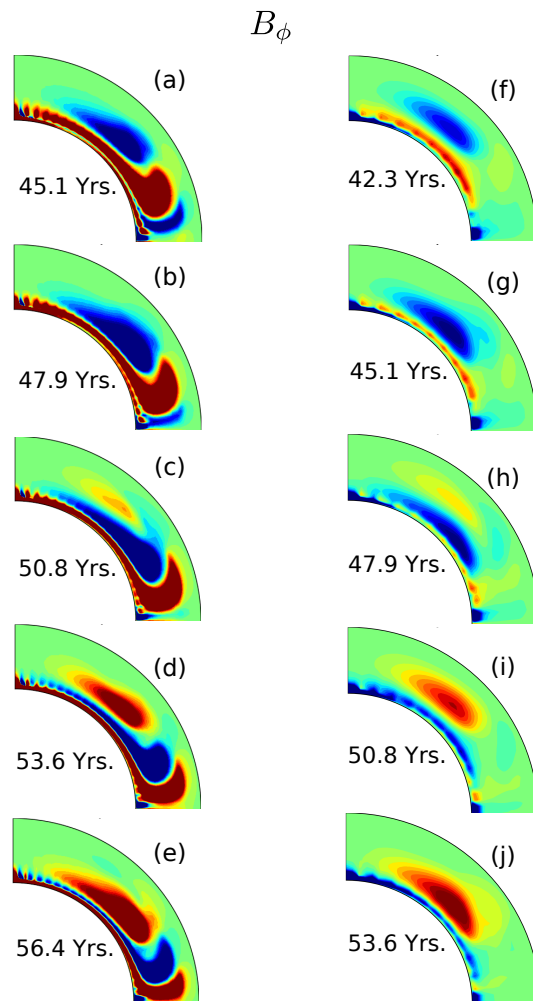 B_ϕ
(a)
45.1 Yrs.
(b)
47.9 Yrs.
(c)
50.8 Yrs.
(d)
53.6 Yrs.
(e)
56.4 Yrs.
(f)
42.3 Yrs.
(g)
45.1 Yrs.
(h)
47.9 Yrs.
(i)
50.8 Yrs.
(j)
53.6 Yrs.